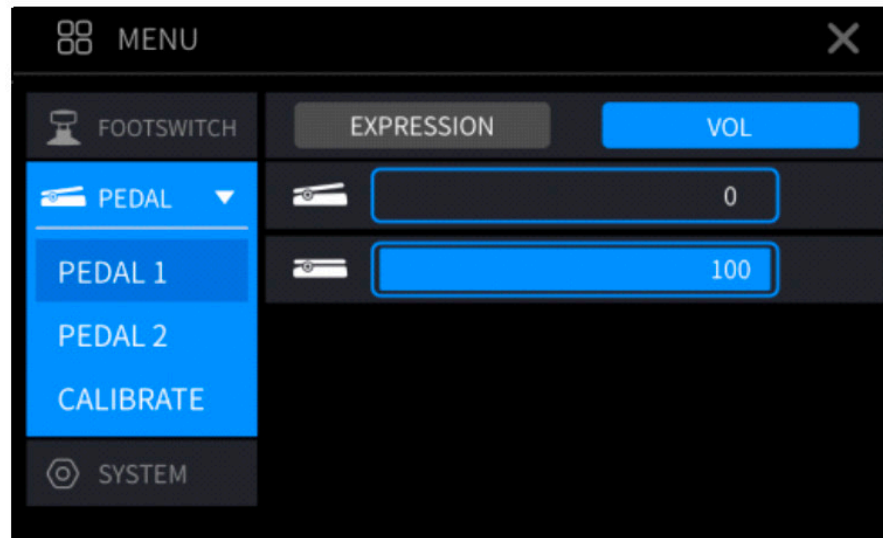 MENU
FOOTSWITCH
EXPRESSION
VOL
PEDAL
0
PEDAL 1
100
PEDAL 2
CALIBRATE
SYSTEM